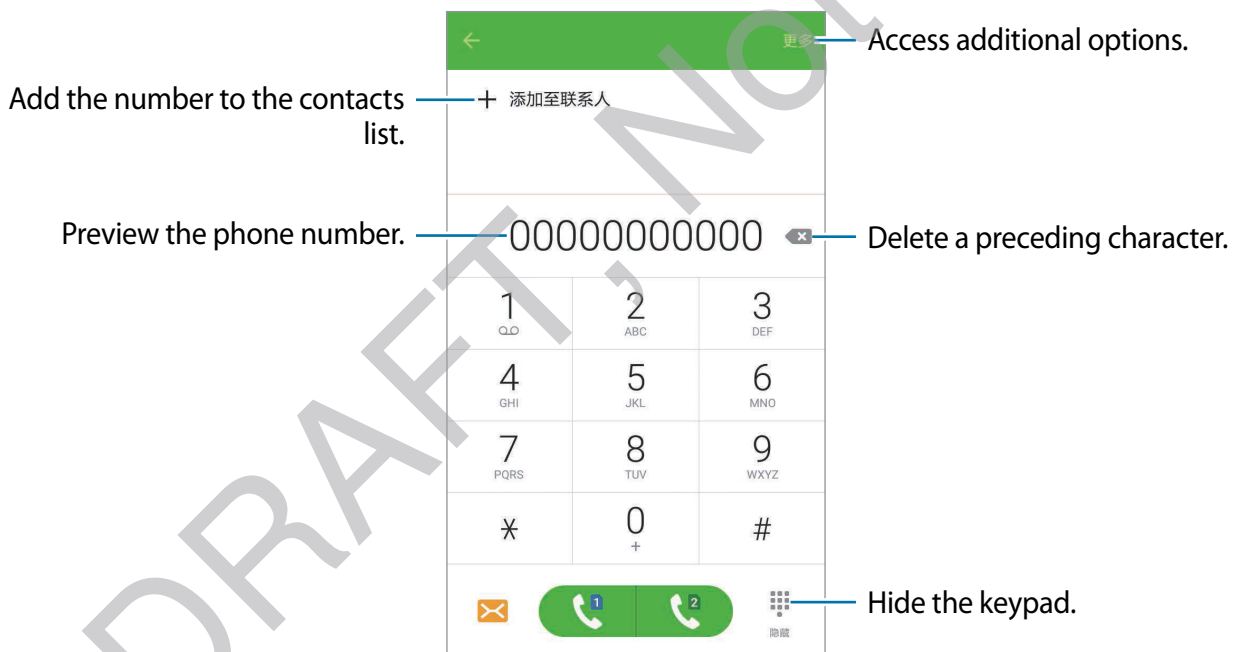 更多
Access additional options.
Add the number to the contacts
list.
添加至联系人
Preview the phone number.
00000000000
Delete a preceding character.
1
2
ABC
3
DEF
4
GHI
5
JKL
6
MNO
7
PQRS
8
TUV
9
WXYZ
*
0
+
#
1
2
隐藏
Hide the keypad.
DRAFT, Not